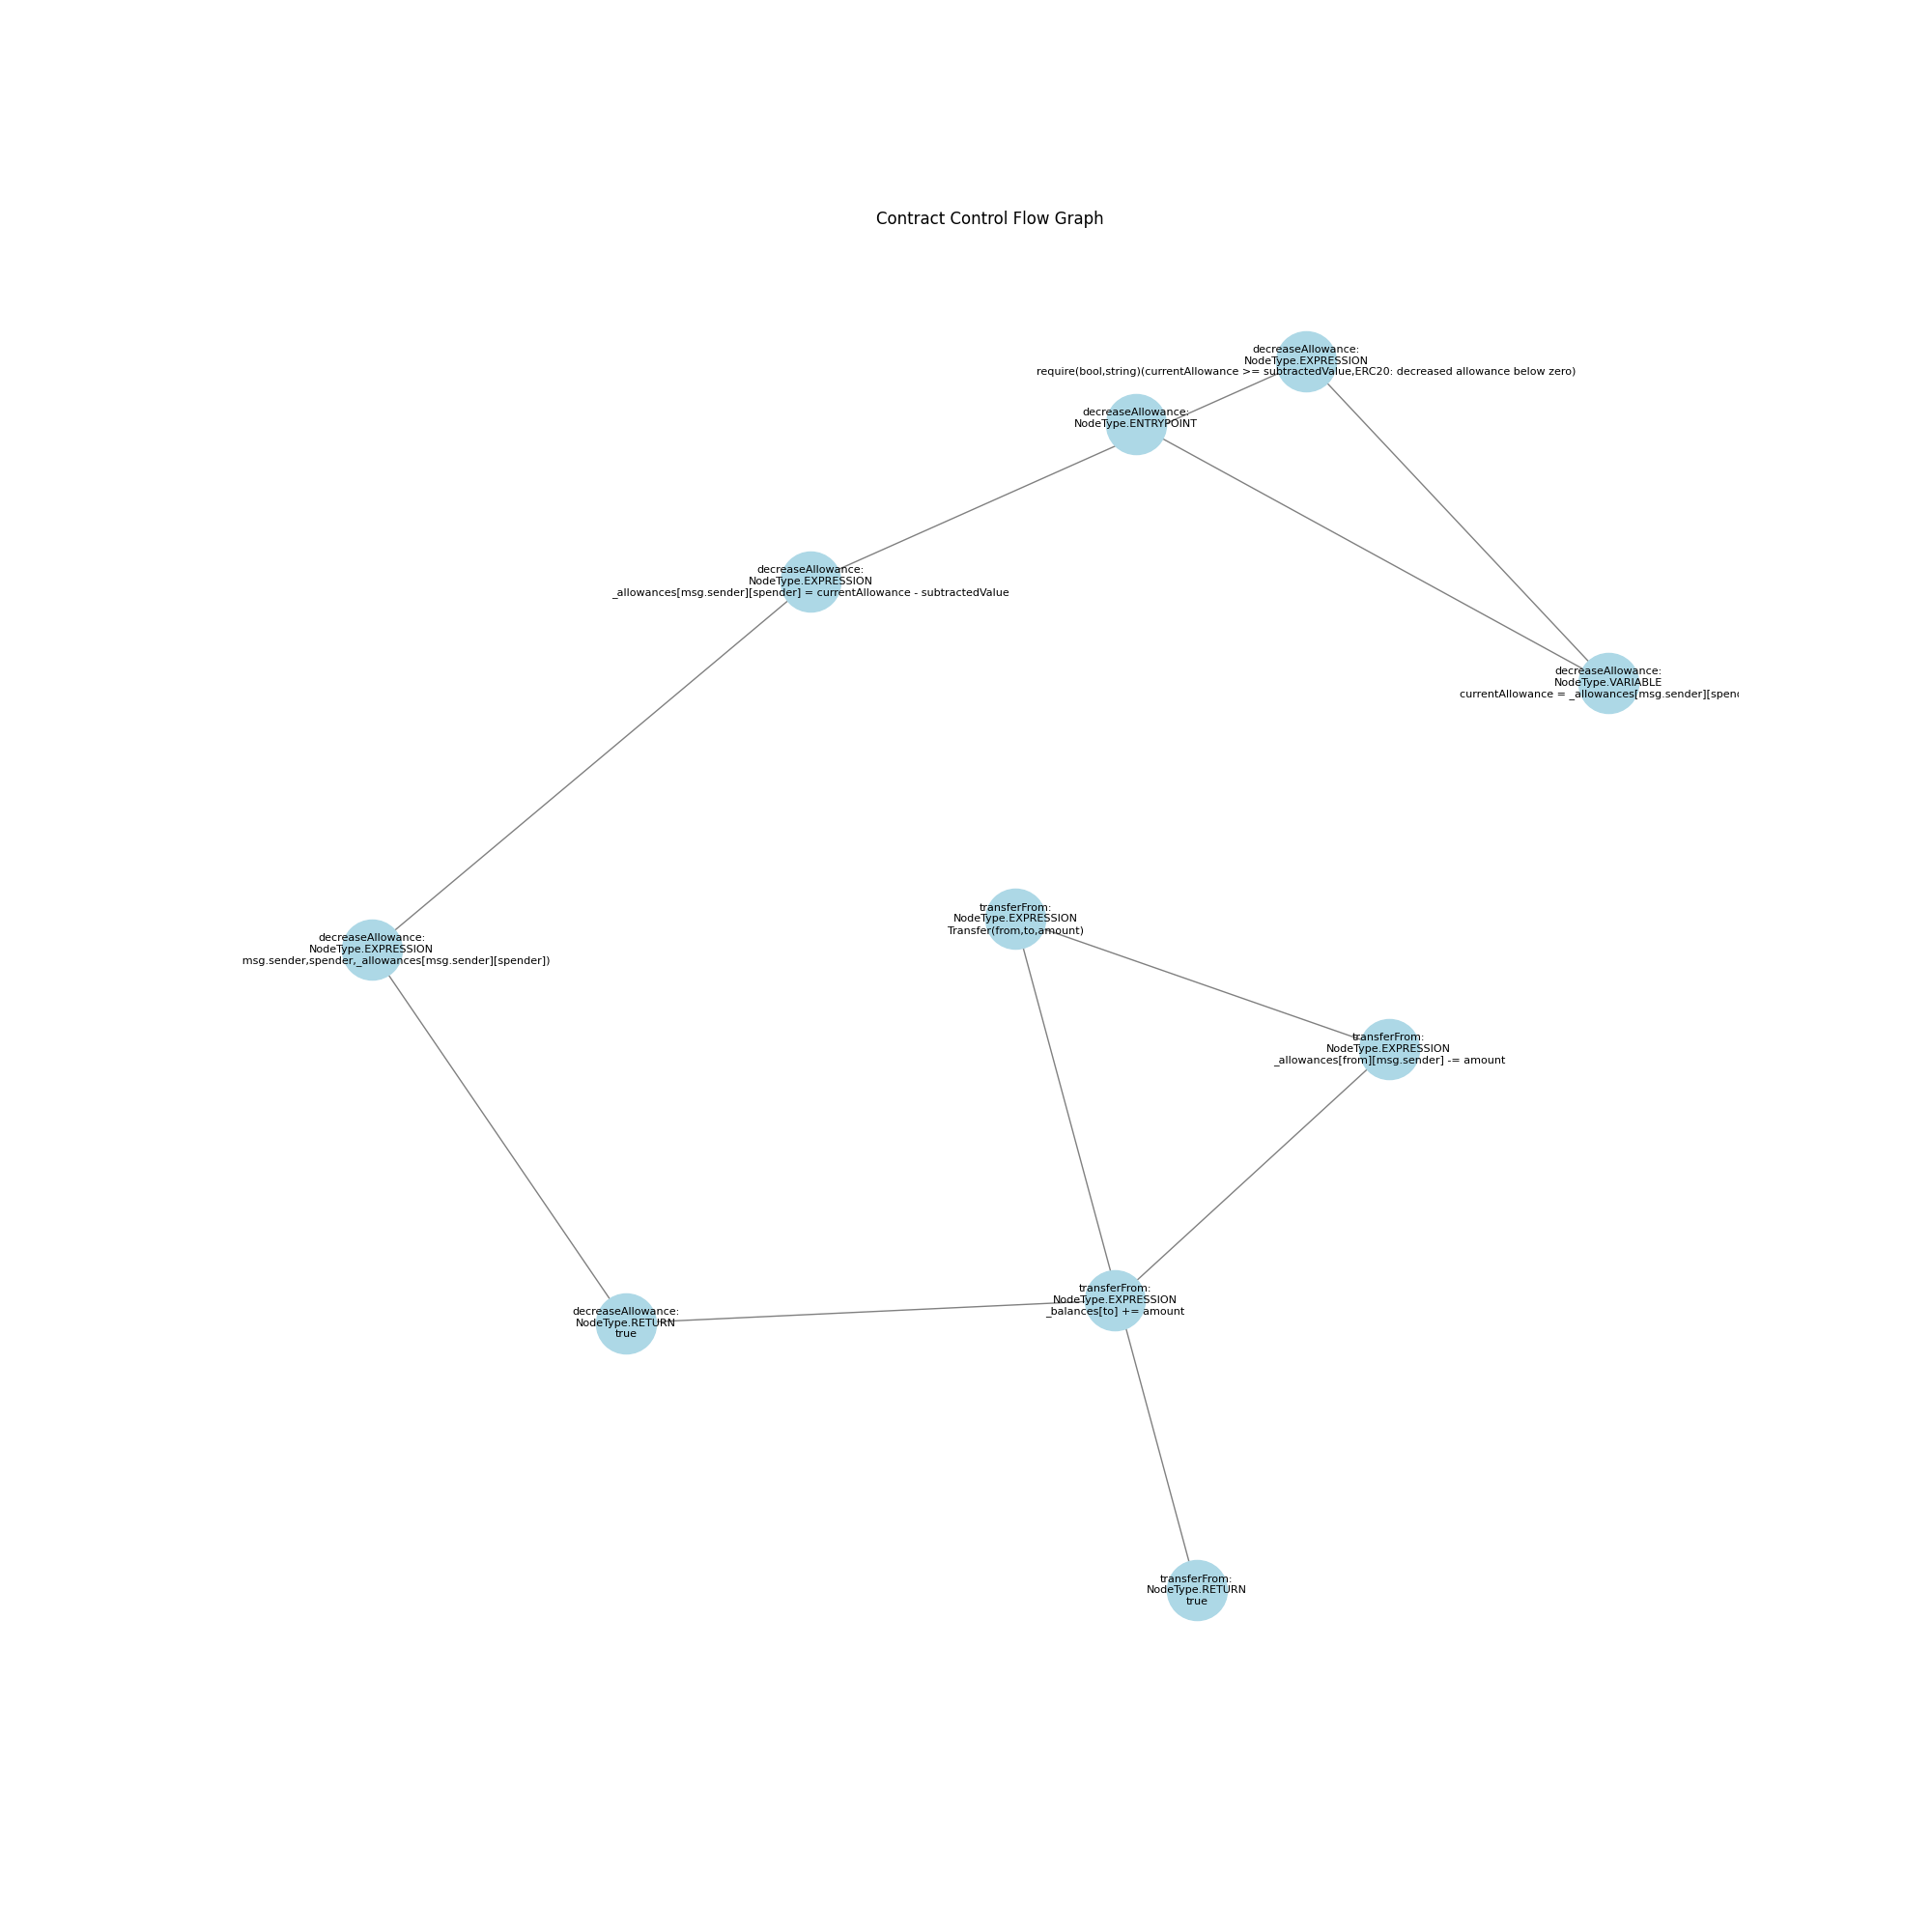 Contract Control Flow Graph
decreaseAllowance:
NodeType.EXPRESSION
require(bool,string)(currentAllowance >= subtractedValue,ERC20: decreased allowance below zero)
decreaseAllowance:
NodeType.ENTRYPOINT
decreaseAllowance:
NodeType.EXPRESSION
_allowances[msg.sender][spender] = currentAllowance - subtractedValue
decreaseAllowance:
NodeType.VARIABLE
currentAllowance = _allowances[msg.sender][spen
transferFrom:
NodeType.EXPRESSION
Transfer(from,to,amount)
decreaseAllowance:
NodeType.EXPRESSION
msg.sender,spender,_allowances[msg.sender][spender])
transferFrom:
NodeType.EXPRESSION
_allowances[from][msg.sender] -= amount
transferFrom:
NodeType.EXPRESSION
_balances[to] += amount
decreaseAllowance:
NodeType.RETURN
true
transferFrom:
NodeType.RETURN
true